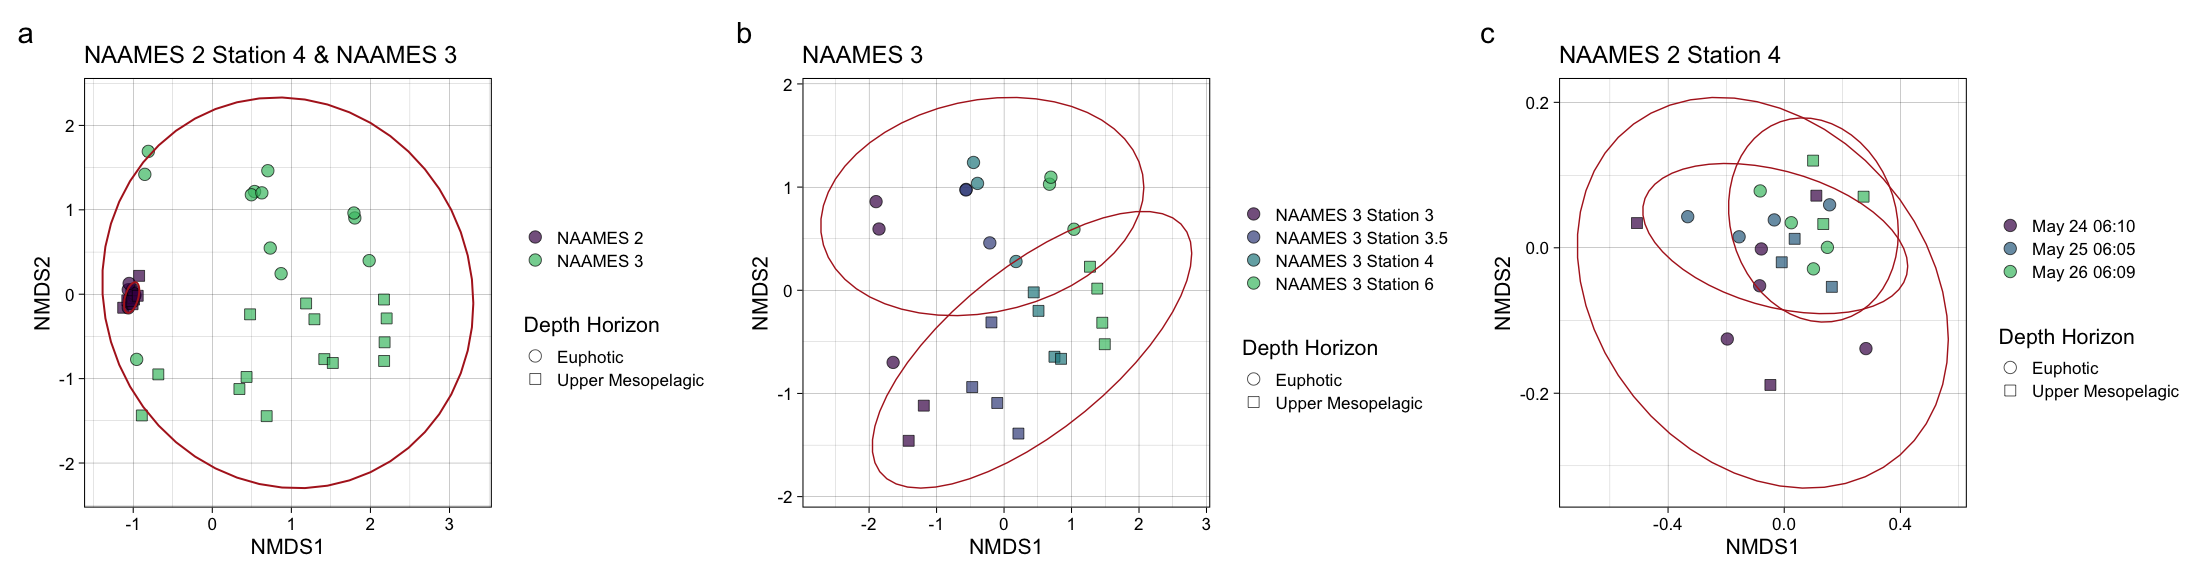 a
NAAMES 2 Station 4 & NAAMES 3
2
1
0
-1
-2
NMDS2
-1 0 1 2 3
NMDS1
NAAMES 2
NAAMES 3
Depth Horizon
Euphotic
Upper Mesopelagic
b
NAAMES 3
2
1
0
-1
-2
NMDS2
-2 -1 0 1 2 3
NMDS1
NAAMES 3 Station 3
NAAMES 3 Station 3.5
NAAMES 3 Station 4
NAAMES 3 Station 6
Depth Horizon
Euphotic
Upper Mesopelagic
c
NAAMES 2 Station 4
0.2
0.0
-0.2
NMDS2
-0.4 0.0 0.4
NMDS1
May 24 06:10
May 25 06:05
May 26 06:09
Depth Horizon
Euphotic
Upper Mesopelagic